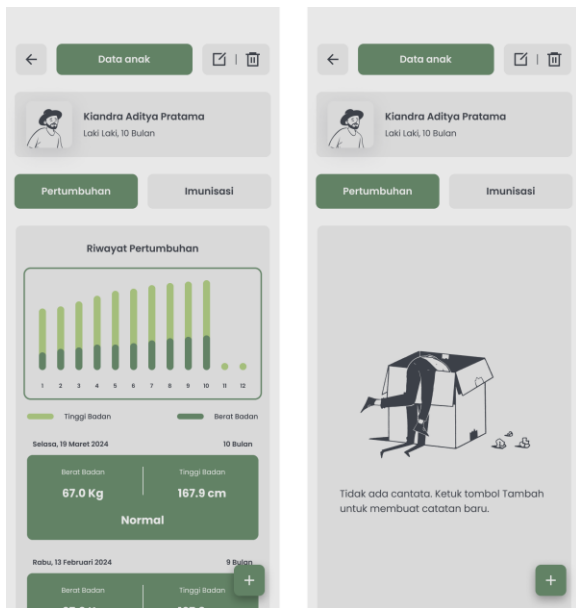 Data anak
Kiandra Aditya Pratama
Laki Laki, 10 Bulan
Pertumbuhan
Imunisasi
Riwayat Pertumbuhan
1 2 3 4 5 6 7 8 9 10 11 12
Tinggi Badan
Berat Badan
Selasa, 19 Maret 2024
10 Bulan
Berat Badan
Tinggi Badan
67.0 Kg
167.9 cm
Normal
Rabu, 13 Februari 2024
9 Bulan
Berat Badan
Tinggi Badan
Data anak
Kiandra Aditya Pratama
Laki Laki, 10 Bulan
Pertumbuhan
Imunisasi
Tidak ada cantata. Ketuk tombol Tambah
untuk membuat catatan baru.